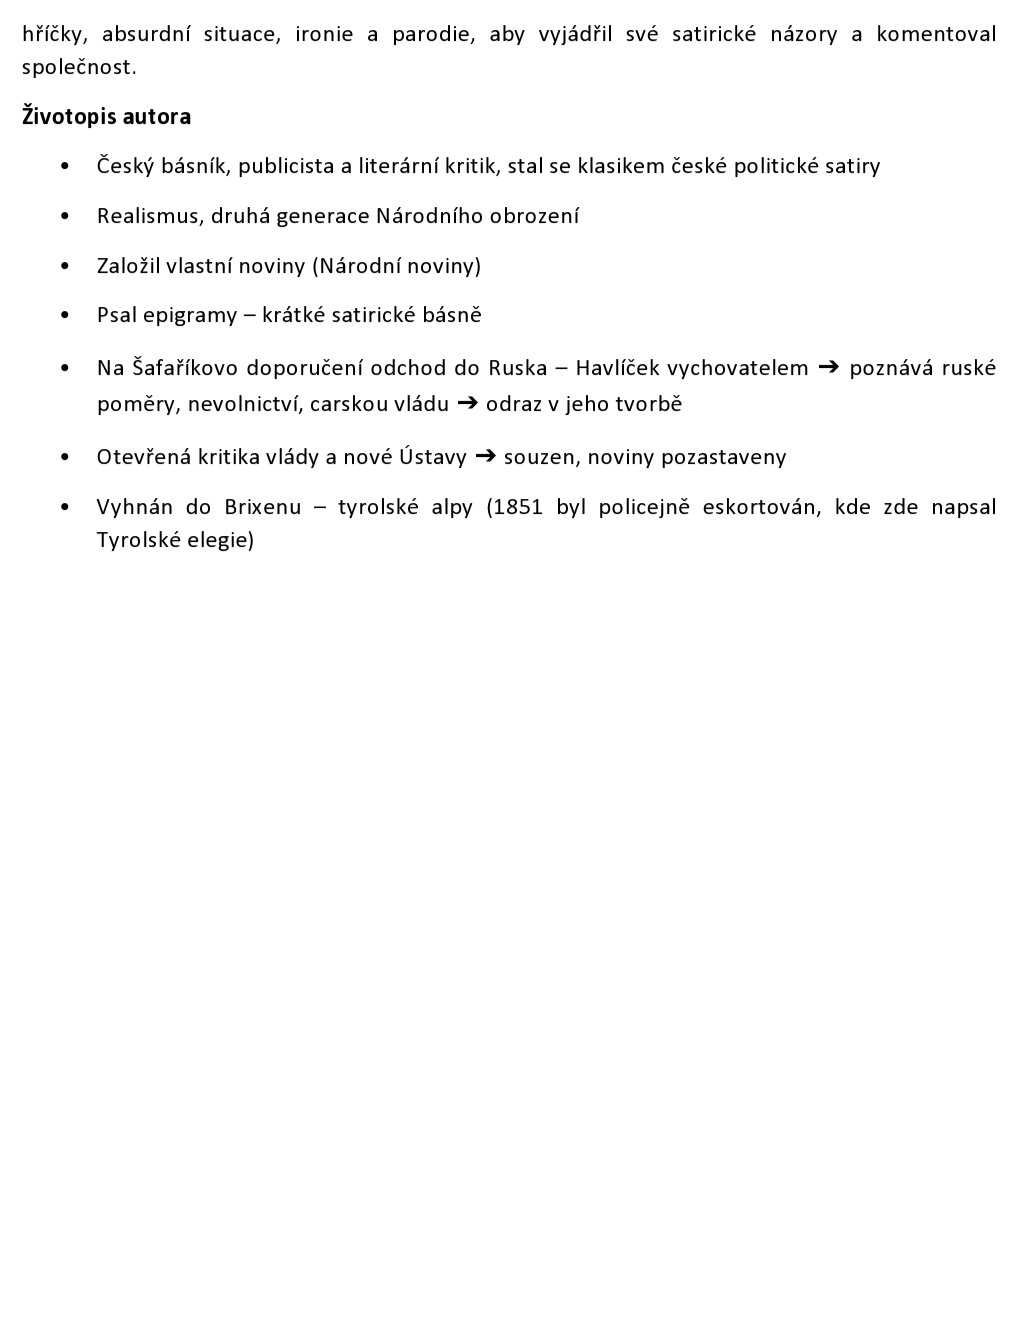 hříčky, absurdní situace, ironie a parodie, aby vyjádřil své satirické názory a komentoval
společnost.
Životopis autora
• Český básník, publicista a literární kritik, stal se klasikem české politické satiry
• Realismus, druhá generace Národního obrození
• Založil vlastní noviny (Národní noviny)
• Psal epigramy – krátké satirické básně
• Na Šafaříkovo doporučení odchod do Ruska – Havlíček vychovatelem ➔ poznává ruské
poměry, nevolnictví, carskou vládu ➔ odraz v jeho tvorbě
• Otevřená kritika vlády a nové Ústavy ➔ souzen, noviny pozastaveny
• Vyhnán do Brixenu – tyrolské alpy (1851 byl policejně eskortován, kde zde napsal
Tyrolské elegie)